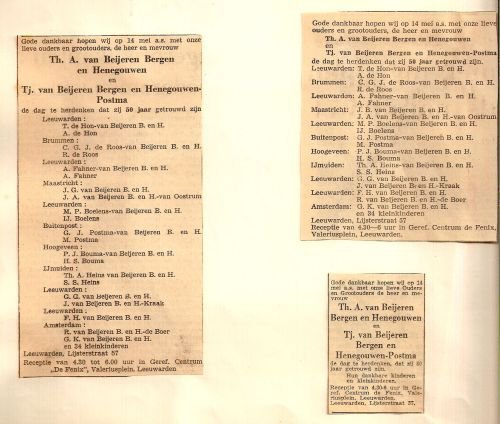 Gode dankbaar hopen wij op 14 mei a.s. met onze
lieve ouders en grootouders, de heer en mevrouw
Th. A. van Beijeren Bergen
en Henegouwen
en
Tj. van Beijeren Bergen en Henegouwen-
Postma
de dag te herdenken dat zij 50 jaar getrouwd zijn
Leeuwarden:
T. de Hon-van Beijeren B. en H.
A. de Hon
Brummen:
C. G. J. de Roos-van Beijeren B. en H.
R. de Roos
Leeuwarden:
A. Fahner-van Beijeren B. en H.
A. Fahner
Maastricht:
J. G. van Beijeren B. en H.
J. A. van Beijeren B. en H-van Oostrum
Leeuwarden:
M. P. Boelens-van Beijeren B. en H.
IJ. Boelens
Buitenpost:
G. J. Postma-van Beijeren B. en H.
M. Postma
Hoogeveen:
P. J. Bouma-van Beijeren B. en H.
H. S. Bouma
IJmuiden:
Th. A. Heins-van Beijeren B. en H.
S. S. Heins
Leeuwarden:
G. G. van Beijeren B. en H.
J. van Beijeren B. en H.-Kraak
Leeuwarden:
F. H. van Beijeren B. en H.
Amsterdam:
R. van Beijeren B. en H.-de Boer
G. K. van Beijeren B. en H.
en 34 kleinkinderen
Leeuwarden, Lijsterstraat 57
Receptie van 4.30 tot 6.00 uur in Geref. Centrum
„De Fenix”, Valeriusplein, Leeuwarden
Gode dankbaar hopen wij op 14 mei a.s. met onze lieve
ouders en grootouders, de heer en mevrouw
Th. A. van Beijeren Bergen en Henegouwen
en
Tj. van Beijeren Bergen en Henegouwen-Postma
de dag te herdenken dat zij 50 jaar getrouwd zijn.
Leeuwarden: T. de Hon-van Beijeren B. en H.
A. de Hon
Brummen: C. G. J. de Roos-van Beijeren B. en H.
R. de Roos
Leeuwarden: A. Fahner-van Beijeren B. en H.
A. Fahner
Maastricht: J. B. van Beijeren B. en H.
J. A. van Beijeren B. en H.-van Oostrum
Leeuwarden: M. P. Boelens-van Beijeren B. en H.
IJ. Boelens
Buitenpost: G. J. Postma-van Beijeren B. en H.
M. Postma
Hoogeveen: P. J. Bouma-van Beijeren B. en H.
H. S. Bouma
IJmuiden: Th. A. Heins-van Beijeren B. en H.
S. S. Heins
Leeuwarden: G. G. van Beijeren B. en H.
J. van Beijeren B. en H.-Kraak
Leeuwarden: F. H. van Beijeren B. en H.
R. van Beijeren B. en H.-de Boer
Amsterdam: G. K. van Beijeren B. en H.
en 34 kleinkinderen
Leeuwarden, Lijsterstraat 57
Receptie van 4.30—6 uur in Geref. Centrum de Fenix,
Valeriusplein, Leeuwarden.
Gode dankbaar hopen wij op 14
mei a.s. met onze lieve Ouders
en Grootouders de heer en me-
vrouw
Th. A. van Beijeren
Bergen en Henegouwen
en
Tj. van Beijeren
Bergen en
Henegouwen-Postma
de dag te herdenken, dat zij 50
jaar getrouwd zijn.
Hun dankbare kinderen
en kleinkinderen.
Receptie van 4.30-6 uur in Ge-
ref. Centrum de Fenix, Vale-
riusplein, Leeuwarden.
Leeuwarden, Lijsterstraat 57.